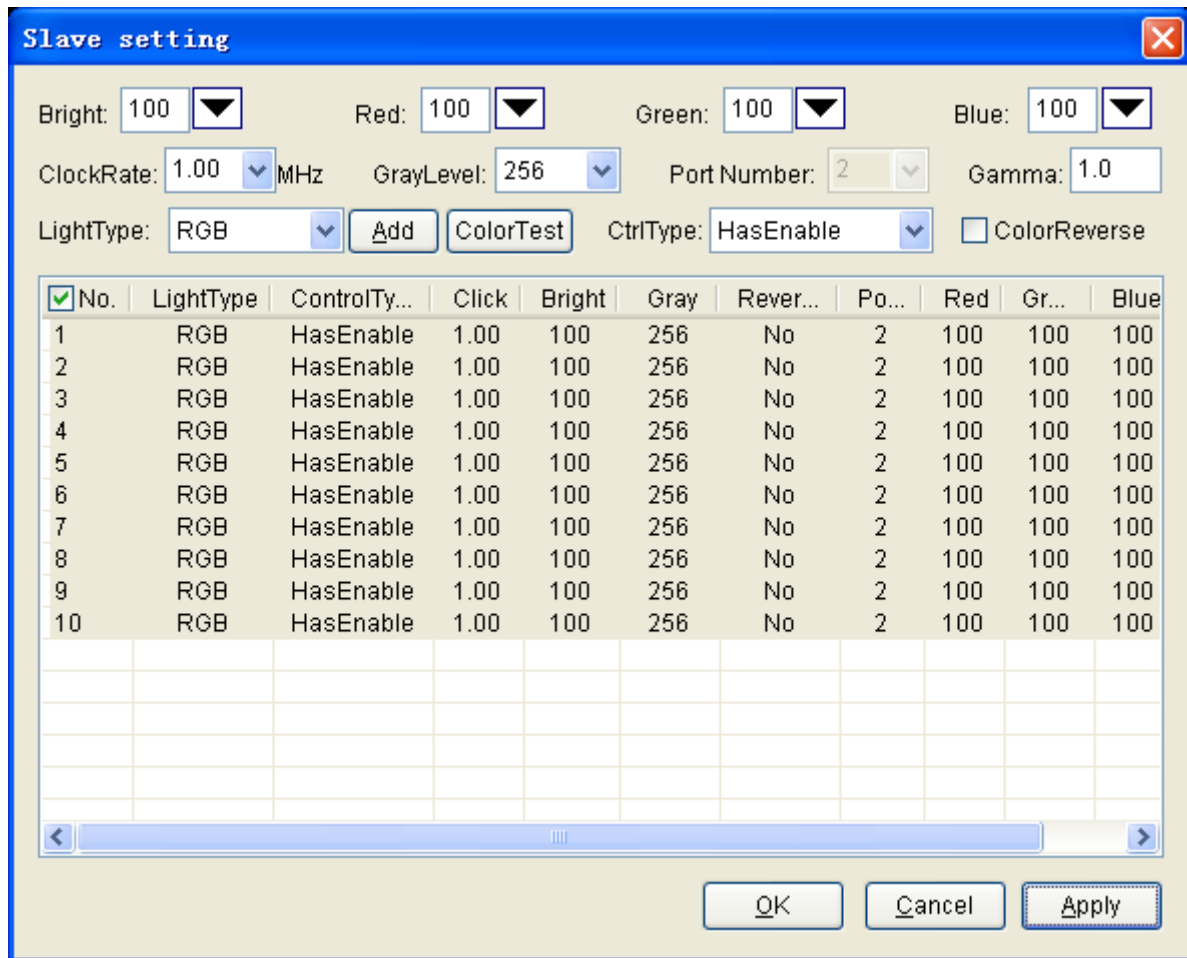 Slave setting
Bright: 100 Red: 100 Green: 100 Blue: 100
ClockRate: 1.00 MHz GrayLevel: 256 Port Number: 2 Gamma: 1.0
LightType: RGB Add ColorTest CtrlType: HasEnable ColorReverse
No. LightType ControlTy... Click Bright Gray Rever... Po... Red Gr... Blue
1 RGB HasEnable 1.00 100 256 No 2 100 100 100
2 RGB HasEnable 1.00 100 256 No 2 100 100 100
3 RGB HasEnable 1.00 100 256 No 2 100 100 100
4 RGB HasEnable 1.00 100 256 No 2 100 100 100
5 RGB HasEnable 1.00 100 256 No 2 100 100 100
6 RGB HasEnable 1.00 100 256 No 2 100 100 100
7 RGB HasEnable 1.00 100 256 No 2 100 100 100
8 RGB HasEnable 1.00 100 256 No 2 100 100 100
9 RGB HasEnable 1.00 100 256 No 2 100 100 100
10 RGB HasEnable 1.00 100 256 No 2 100 100 100
OK Cancel Apply